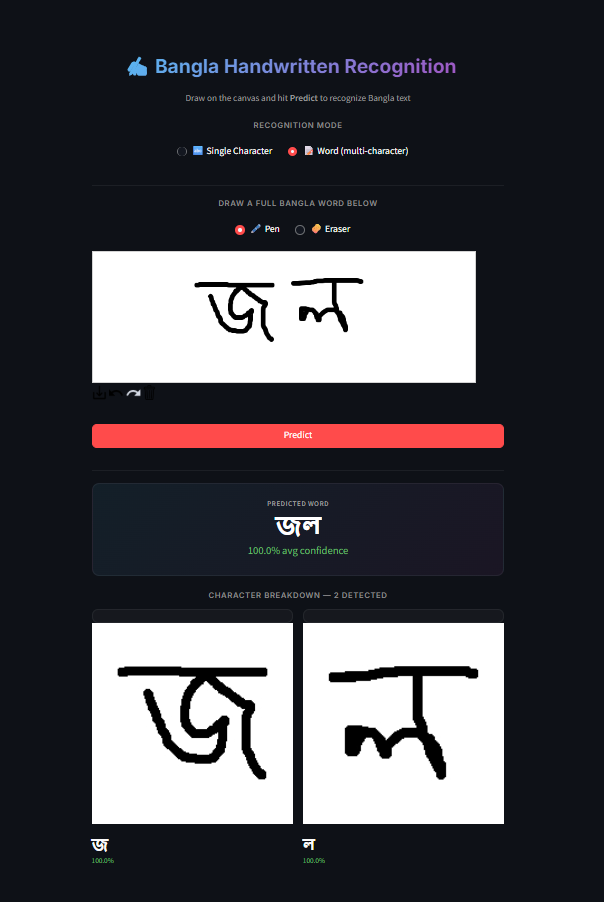 ✍️ Bangla Handwritten Recognition
Draw on the canvas and hit Predict to recognize Bangla text
RECOGNITION MODE
🔤 Single Character 📝 Word (multi-character)
DRAW A FULL BANGLA WORD BELOW
🖊️ Pen 🧽 Eraser
জ ল
Predict
PREDICTED WORD
জল
100.0% avg confidence
CHARACTER BREAKDOWN — 2 DETECTED
জ ল
জ ল
100.0% 100.0%